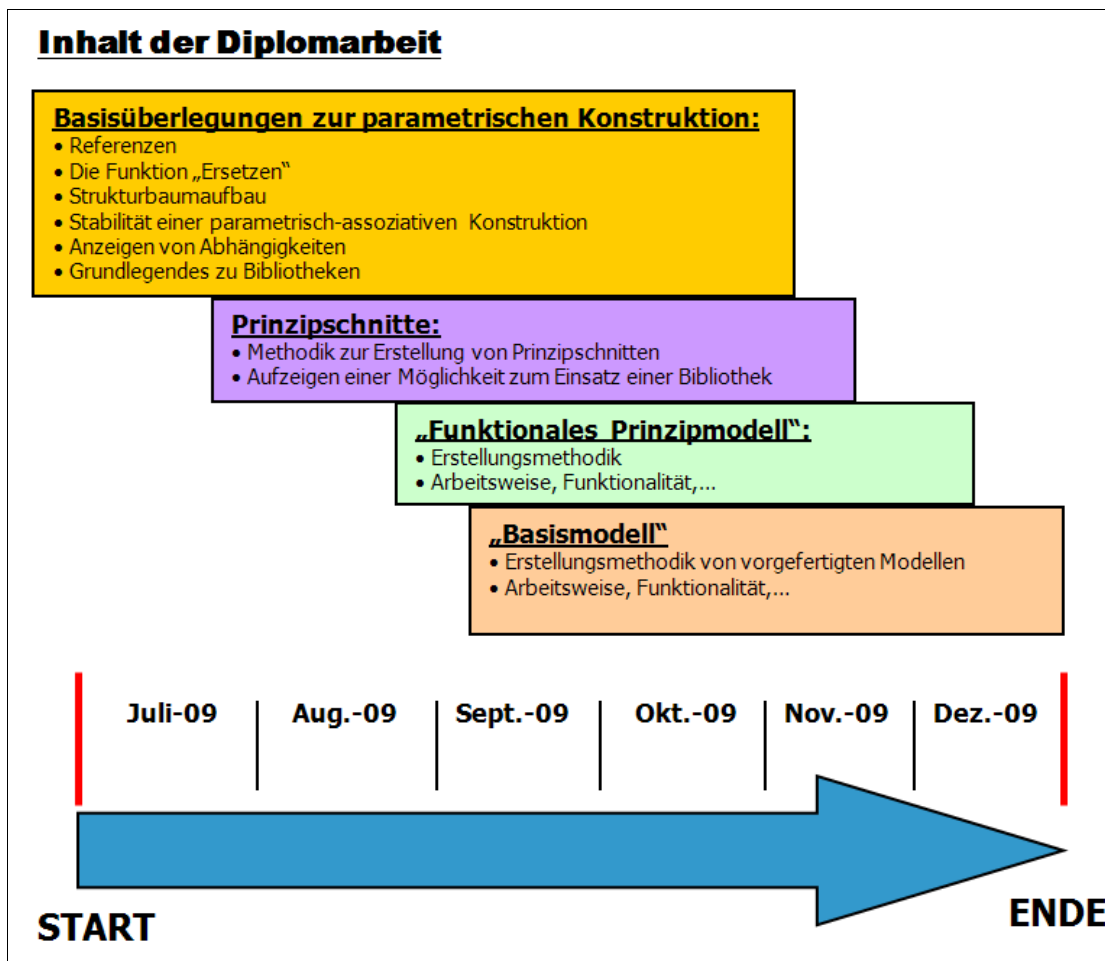 Inhalt der Diplomarbeit
Basisüberlegungen zur parametrischen Konstruktion:
• Referenzen
• Die Funktion „Ersetzen“
• Strukturbaumaufbau
• Stabilität einer parametrisch-assoziativen Konstruktion
• Anzeigen von Abhängigkeiten
• Grundlegendes zu Bibliotheken
Prinzipschnitte:
• Methodik zur Erstellung von Prinzipschnitten
• Aufzeigen einer Möglichkeit zum Einsatz einer Bibliothek
„Funktionales Prinzipmodell“:
• Erstellungsmethodik
• Arbeitsweise, Funktionalität,...
„Basismodell“
• Erstellungsmethodik von vorgefertigten Modellen
• Arbeitsweise, Funktionalität,...
Juli-09 Aug.-09 Sept.-09 Okt.-09 Nov.-09 Dez.-09
START
ENDE